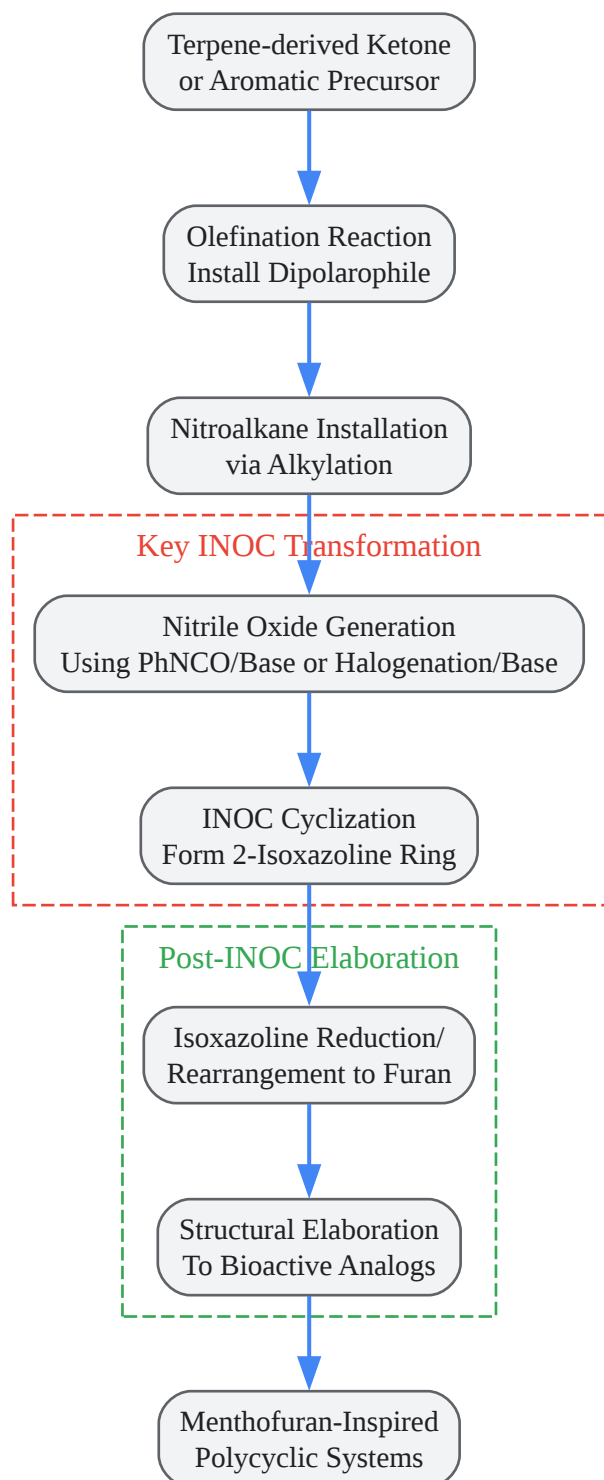 Terpene-derived Ketone
or Aromatic Precursor
Olefination Reaction
Install Dipolarophile
Nitroalkane Installation
via Alkylation
Key INOC Transformation
Nitrile Oxide Generation
Using PhNCO/Base or Halogenation/Base
INOC Cyclization
Form 2-Isoxazoline Ring
Post-INOC Elaboration
Isoxazoline Reduction/
Rearrangement to Furan
Structural Elaboration
To Bioactive Analogs
Menthofuran-Inspired
Polycyclic Systems